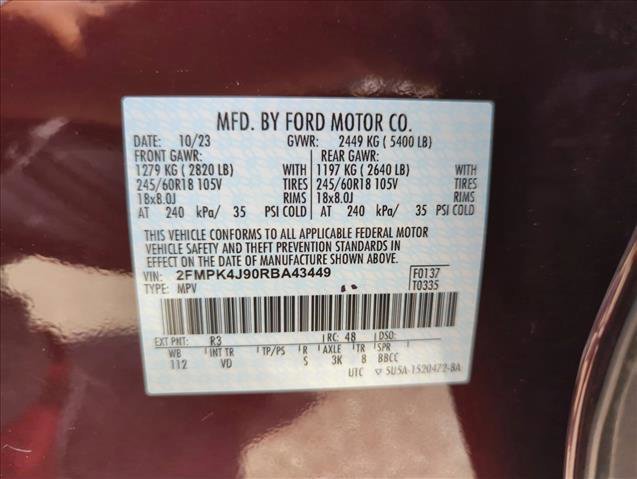 MFD. BY FORD MOTOR CO.
DATE: 10/23 GVWR: 2449 KG ( 5400 LB)
FRONT GAWR: REAR GAWR:
1279 KG ( 2820 LB) WITH 1197 KG ( 2640 LB) WITH
245/60R18 105V TIRES 245/60R18 105V TIRES
18x8.0J RIMS 18x8.0J RIMS
AT 240 kPa/ 35 PSI COLD AT 240 kPa/ 35 PSI COLD
THIS VEHICLE CONFORMS TO ALL APPLICABLE FEDERAL MOTOR
VEHICLE SAFETY AND THEFT PREVENTION STANDARDS IN
EFFECT ON THE DATE OF MANUFACTURE SHOWN ABOVE.
VIN: 2FMPK4J90RBA43449 F0137
TYPE: MPV T0335
EXT PNT: R3 RC: 48 DSO:
WB INT TR TP/PS R AXLE TR SPR
112 VD S 3K 8 BBCC
UTC ▽ 5U5A-1520472-BA